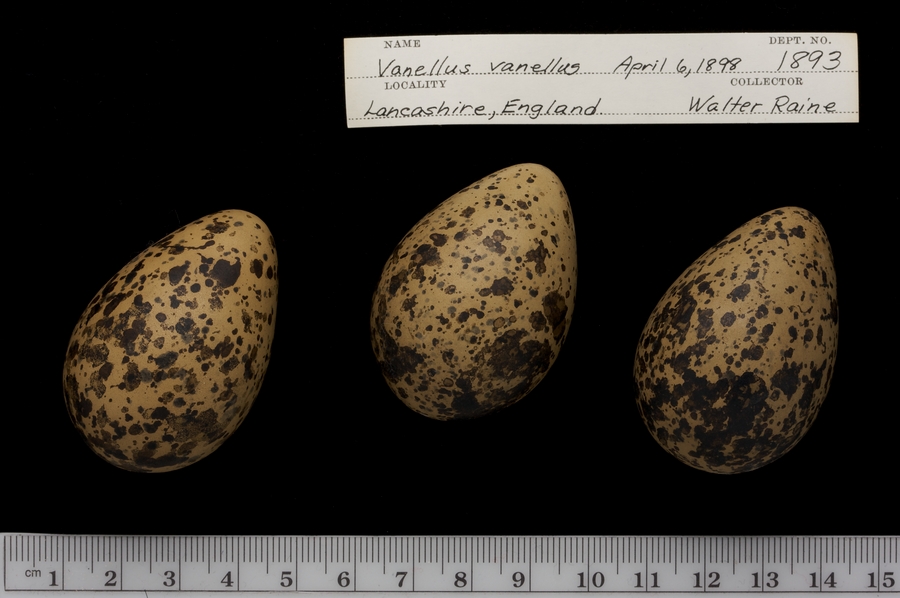 NAME DEPT. NO.
Vanellus vanellus April 6, 1898 1893
LOCALITY COLLECTOR
Lancashire, England Walter Raine
cm 1 2 3 4 5 6 7 8 9 10 11 12 13 14 15